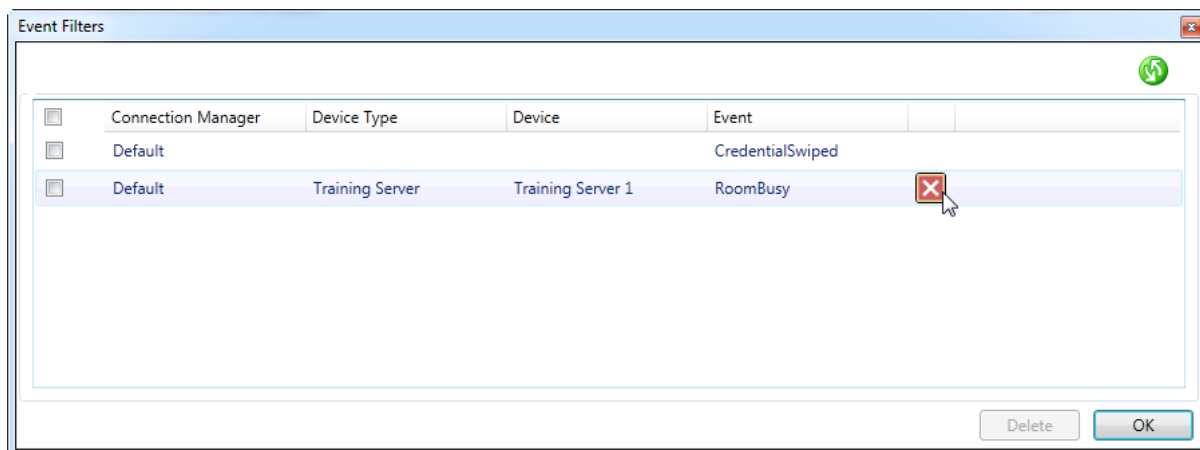 Event Filters
Connection Manager Device Type Device Event
Default CredentialSwiped
Default Training Server Training Server 1 RoomBusy
Delete OK